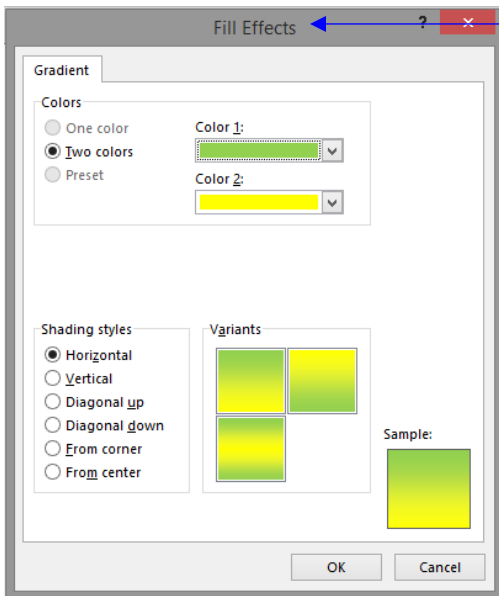 Fill Effects ? ×
Gradient
Colors
One color
Two colors
Preset
Color 1:
Color 2:
Shading styles
Horizontal
Vertical
Diagonal up
Diagonal down
From corner
From center
Variants
Sample:
OK
Cancel